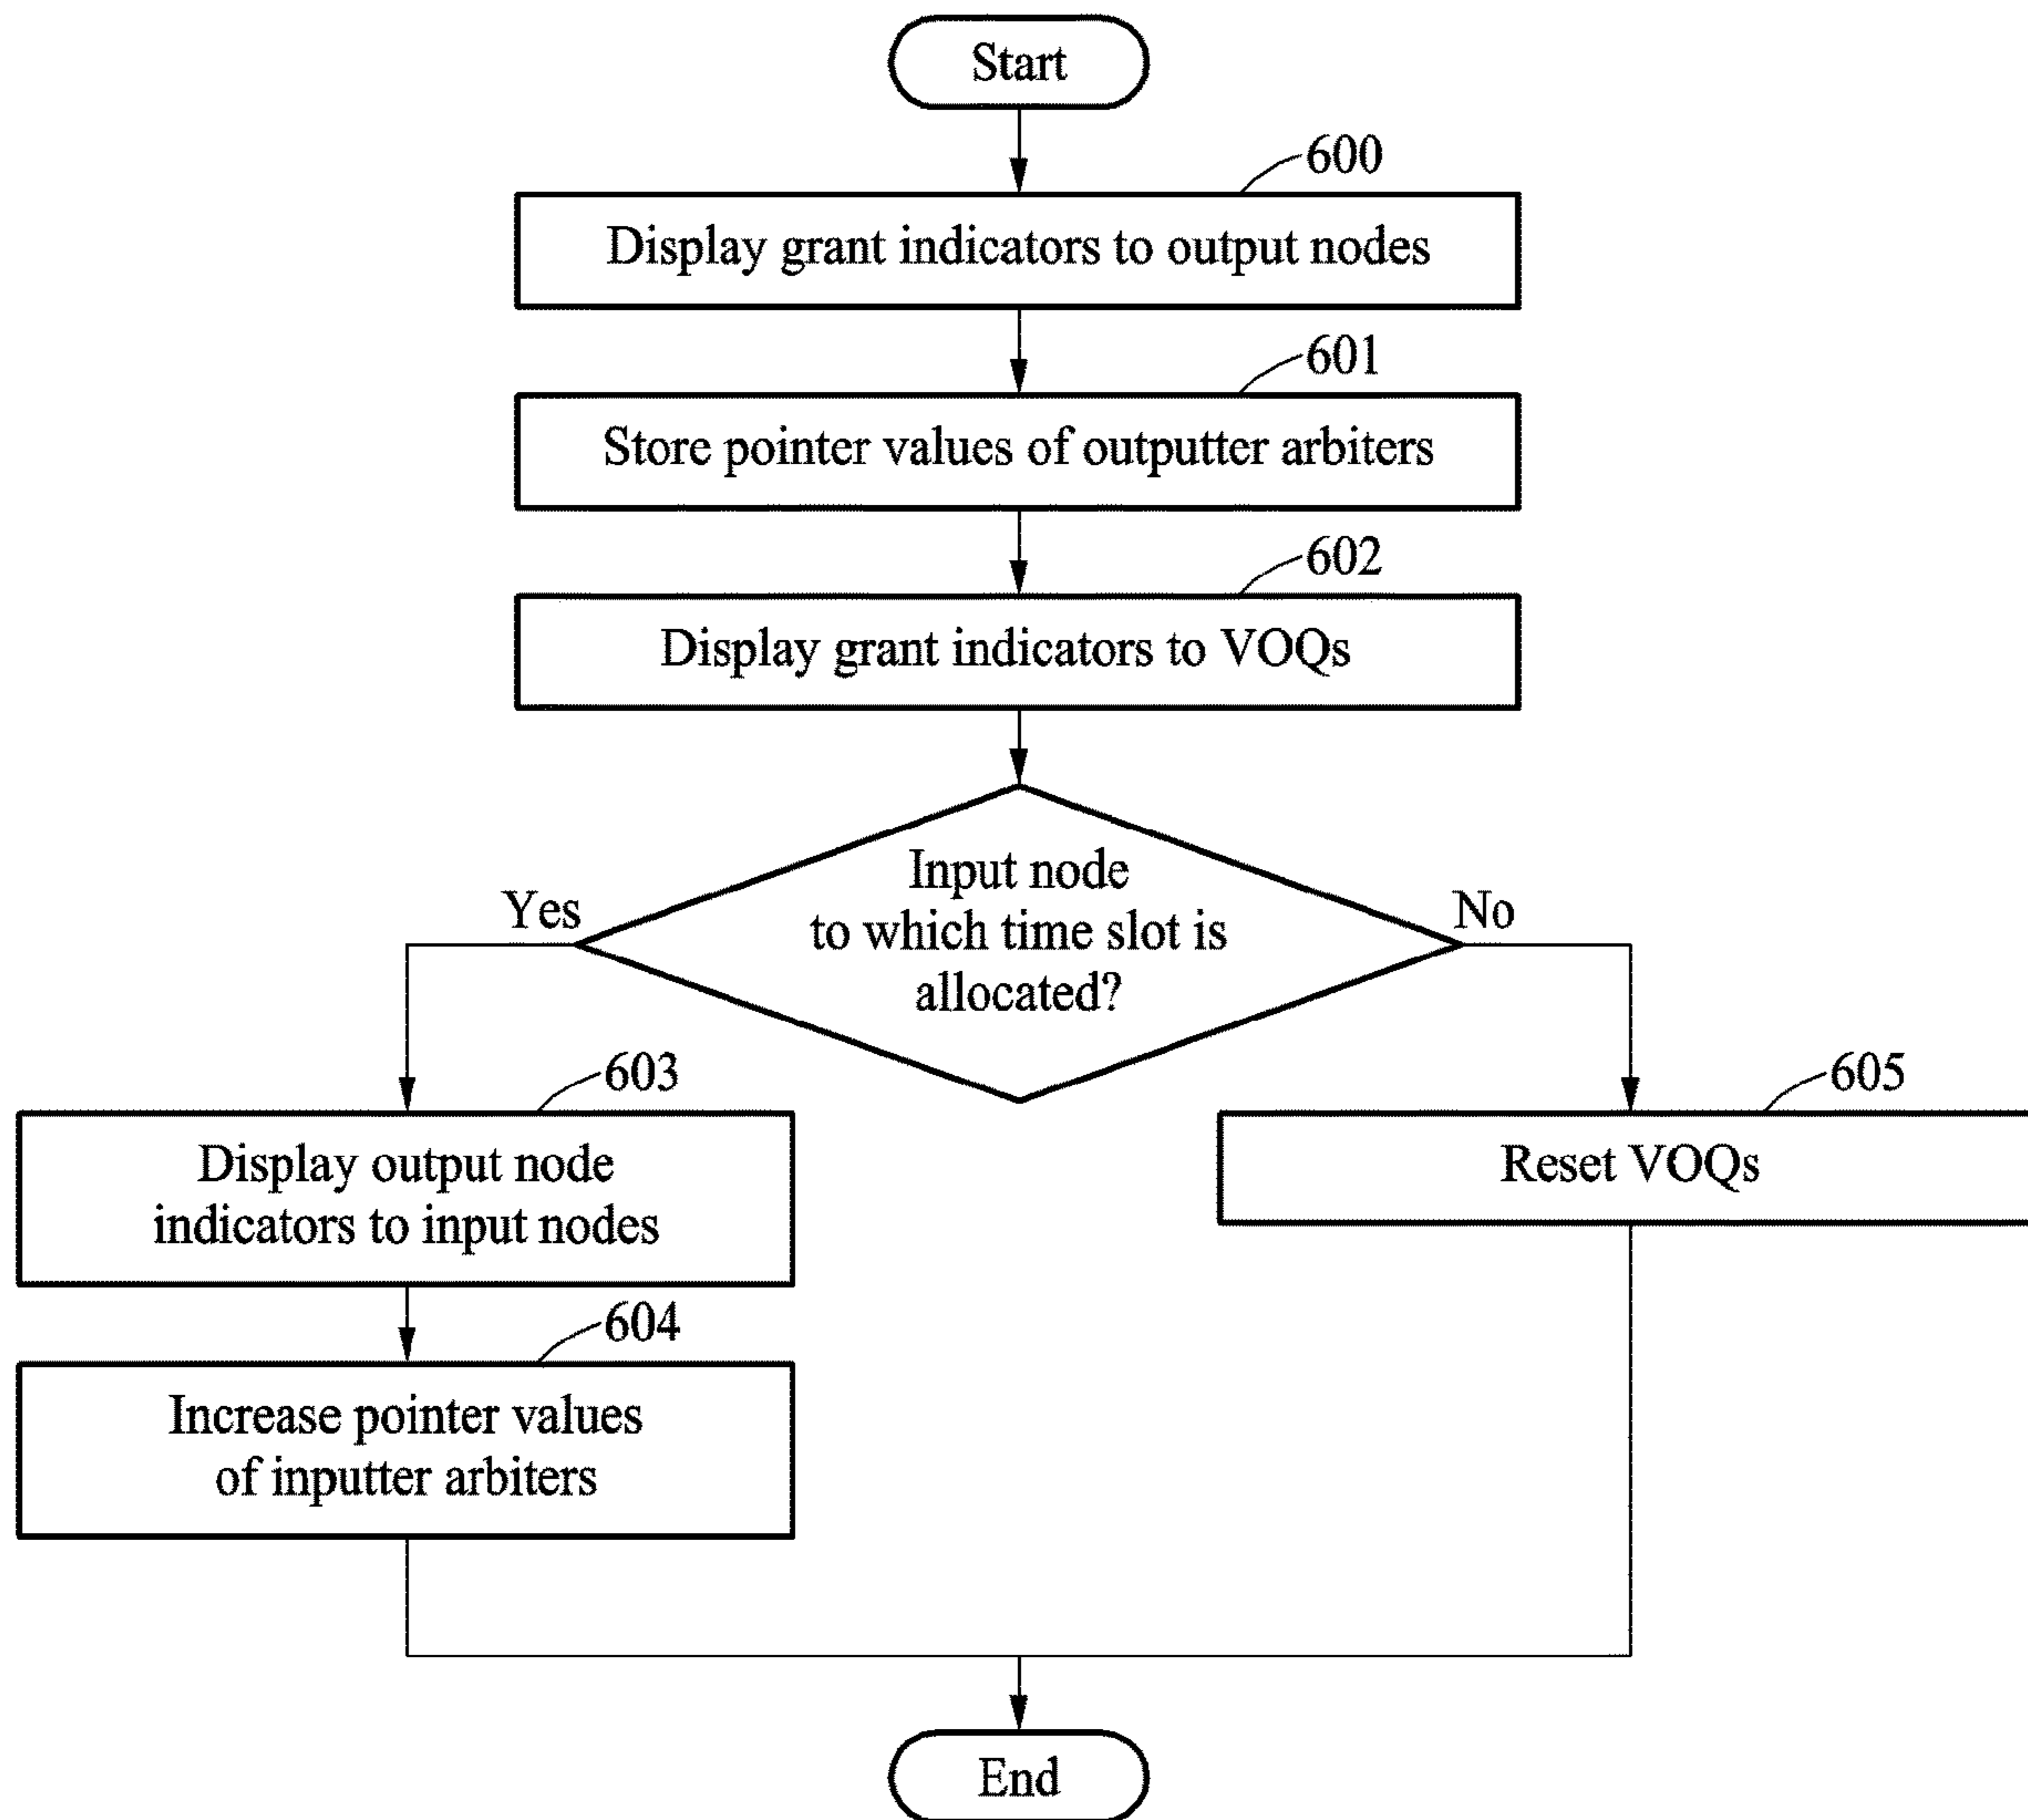 Start
600
Display grant indicators to output nodes
601
Store pointer values of outputter arbiters
602
Display grant indicators to VOQs
Input node
to which time slot is
allocated?
Yes
No
603
Display output node
indicators to input nodes
605
Reset VOQs
604
Increase pointer values
of inputter arbiters
End